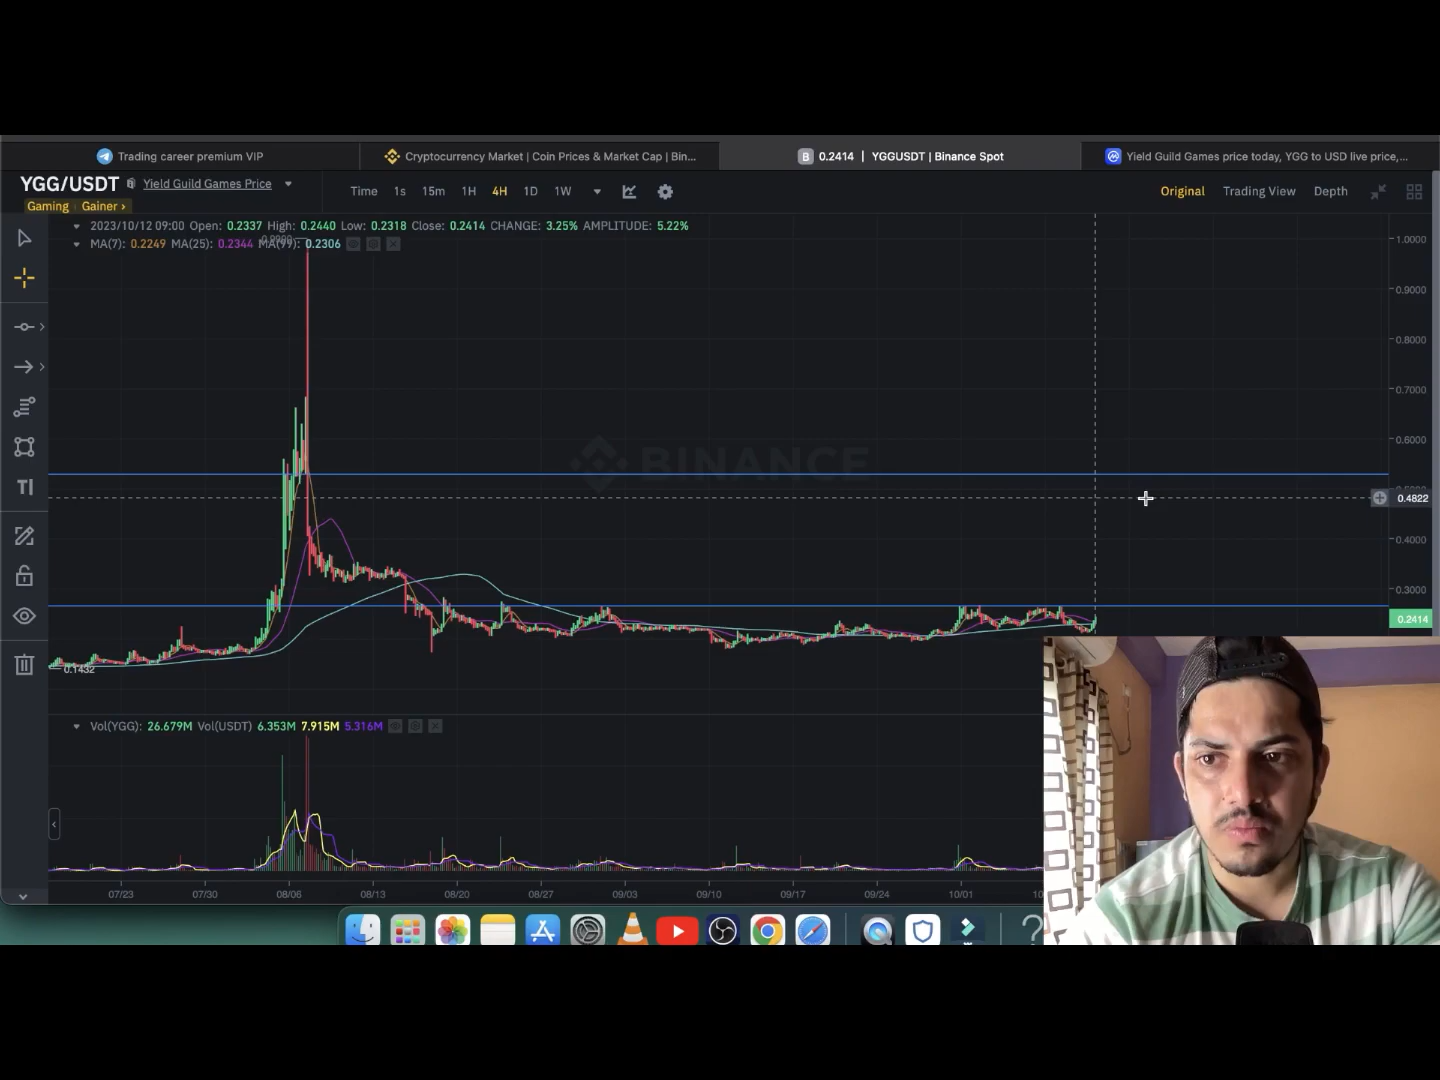 Trading career premium VIP
Cryptocurrency Market | Coin Prices & Market Cap | Bin...
0.2414 | YGGUSDT | Binance Spot
Yield Guild Games price today, YGG to USD live price,...
YGG/USDT Yield Guild Games Price
Gaming Gainer ›
Time 1s 15m 1H 4H 1D 1W
Original Trading View Depth
2023/10/12 09:00 Open: 0.2337 High: 0.2440 Low: 0.2318 Close: 0.2414 CHANGE: 3.25% AMPLITUDE: 5.22%
MA(7): 0.2249 MA(25): 0.2344 MA(99): 0.2306
1.0000
0.9000
0.8000
0.7000
0.6000
BINANCE
0.4822
0.4000
0.3000
0.2414
0.1432
Vol(YGG): 26.679M Vol(USDT) 6.353M 7.915M 5.316M
07/23 07/30 08/06 08/13 08/20 08/27 09/03 09/10 09/17 09/24 10/01